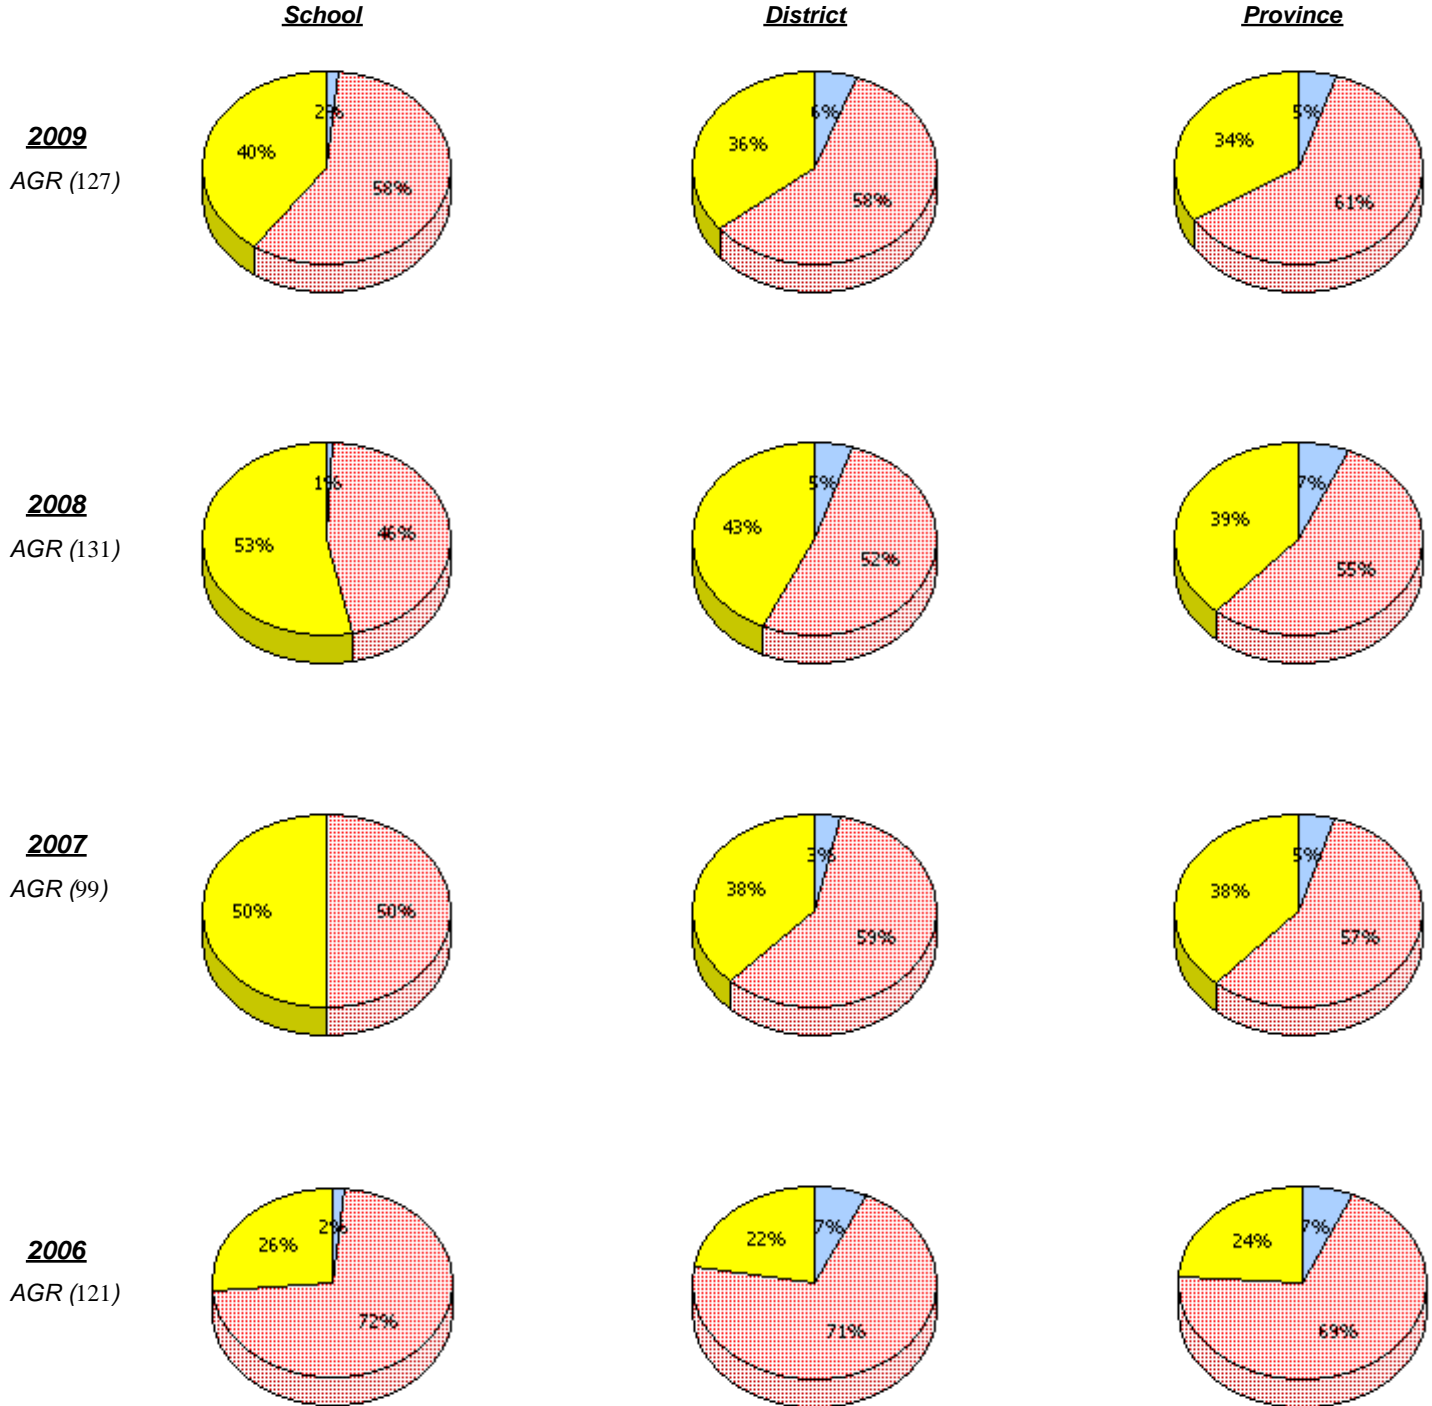 School District Province
2% 6% 5%
40% 36% 34%
58% 58% 61%
2009
AGR (127)
1% 5% 7%
53% 43% 39%
46% 52% 55%
2008
AGR (131)
3% 5%
50% 50% 38% 38%
59% 57%
2007
AGR (99)
2% 7% 7%
26% 22% 24%
72% 71% 69%
2006
AGR (121)